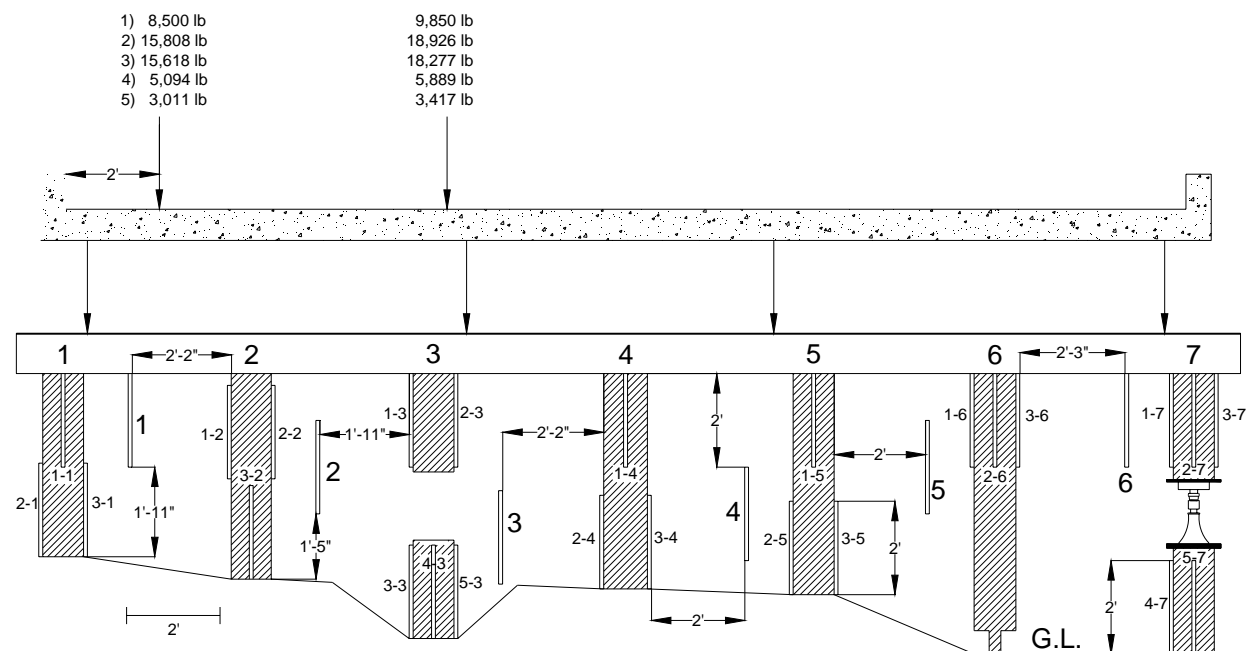 1) 8,500 lb 9,850 lb
2) 15,808 lb 18,926 lb
3) 15,618 lb 18,277 lb
4) 5,094 lb 5,889 lb
5) 3,011 lb 3,417 lb
2'
1 2 3 4 5 6 7
2'-2" 2'-3"
1-2 2-2 1-3 2-3 2' 1-6 3-6 1-7 3-7
1 1'-11" 2'-2" 2'
1-1 3-2 2 1-4 1-5 2-6 2-7
2-1 3-1 1'-11" 4 5 6
3 2-4 3-4 2-5 3-5
1'-5" 2'
4-3 5-7
3-3 5-3
4-7 2'
2' 2' G.L.